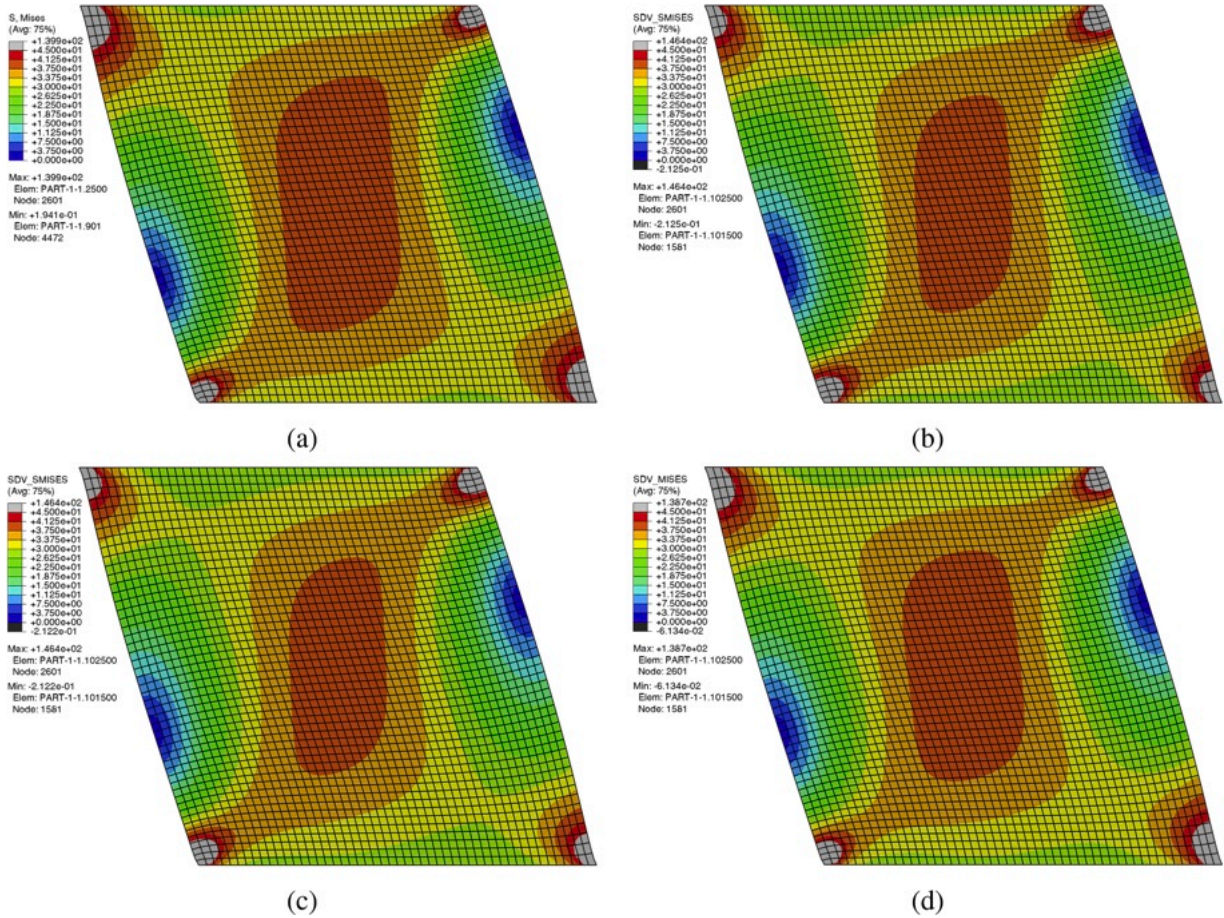 S, Mises
(Avg: 75%)
+1.399e+02
+4.500e+01
+4.125e+01
+3.750e+01
+3.375e+01
+3.000e+01
+2.625e+01
+2.250e+01
+1.875e+01
+1.500e+01
+1.125e+01
+7.500e+00
+3.750e+00
+0.000e+00
Max: +1.399e+02
Elem: PART-1-1.2500
Node: 2601
Min: +1.941e-01
Elem: PART-1-1.901
Node: 4472
(a)
SDV_SMISES
(Avg: 75%)
+1.464e+02
+4.500e+01
+4.125e+01
+3.750e+01
+3.375e+01
+3.000e+01
+2.625e+01
+2.250e+01
+1.875e+01
+1.500e+01
+1.125e+01
+7.500e+00
+3.750e+00
+0.000e+00
-2.125e-01
Max: +1.464e+02
Elem: PART-1-1.102500
Node: 2601
Min: -2.125e-01
Elem: PART-1-1.101500
Node: 1581
(b)
SDV_SMISES
(Avg: 75%)
+1.464e+02
+4.500e+01
+4.125e+01
+3.750e+01
+3.375e+01
+3.000e+01
+2.625e+01
+2.250e+01
+1.875e+01
+1.500e+01
+1.125e+01
+7.500e+00
+3.750e+00
+0.000e+00
-2.122e-01
Max: +1.464e+02
Elem: PART-1-1.102500
Node: 2601
Min: -2.122e-01
Elem: PART-1-1.101500
Node: 1581
(c)
SDV_MISES
(Avg: 75%)
+1.387e+02
+4.500e+01
+4.125e+01
+3.750e+01
+3.375e+01
+3.000e+01
+2.625e+01
+2.250e+01
+1.875e+01
+1.500e+01
+1.125e+01
+7.500e+00
+3.750e+00
+0.000e+00
-6.134e-02
Max: +1.387e+02
Elem: PART-1-1.102500
Node: 2601
Min: -6.134e-02
Elem: PART-1-1.101500
Node: 1581
(d)